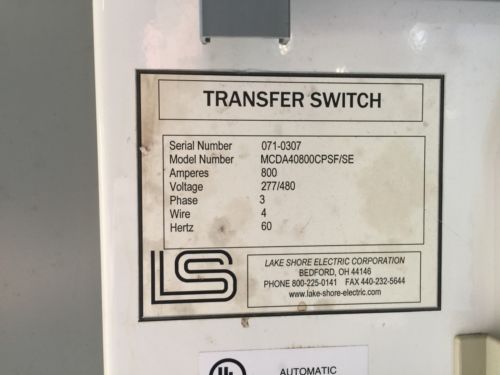 TRANSFER SWITCH
Serial Number 071-0307
Model Number MCDA40800CPSF/SE
Amperes 800
Voltage 277/480
Phase 3
Wire 4
Hertz 60
LS
LAKE SHORE ELECTRIC CORPORATION
BEDFORD, OH 44146
PHONE 800-225-0141 FAX 440-232-5644
www.lake-shore-electric.com
UL AUTOMATIC